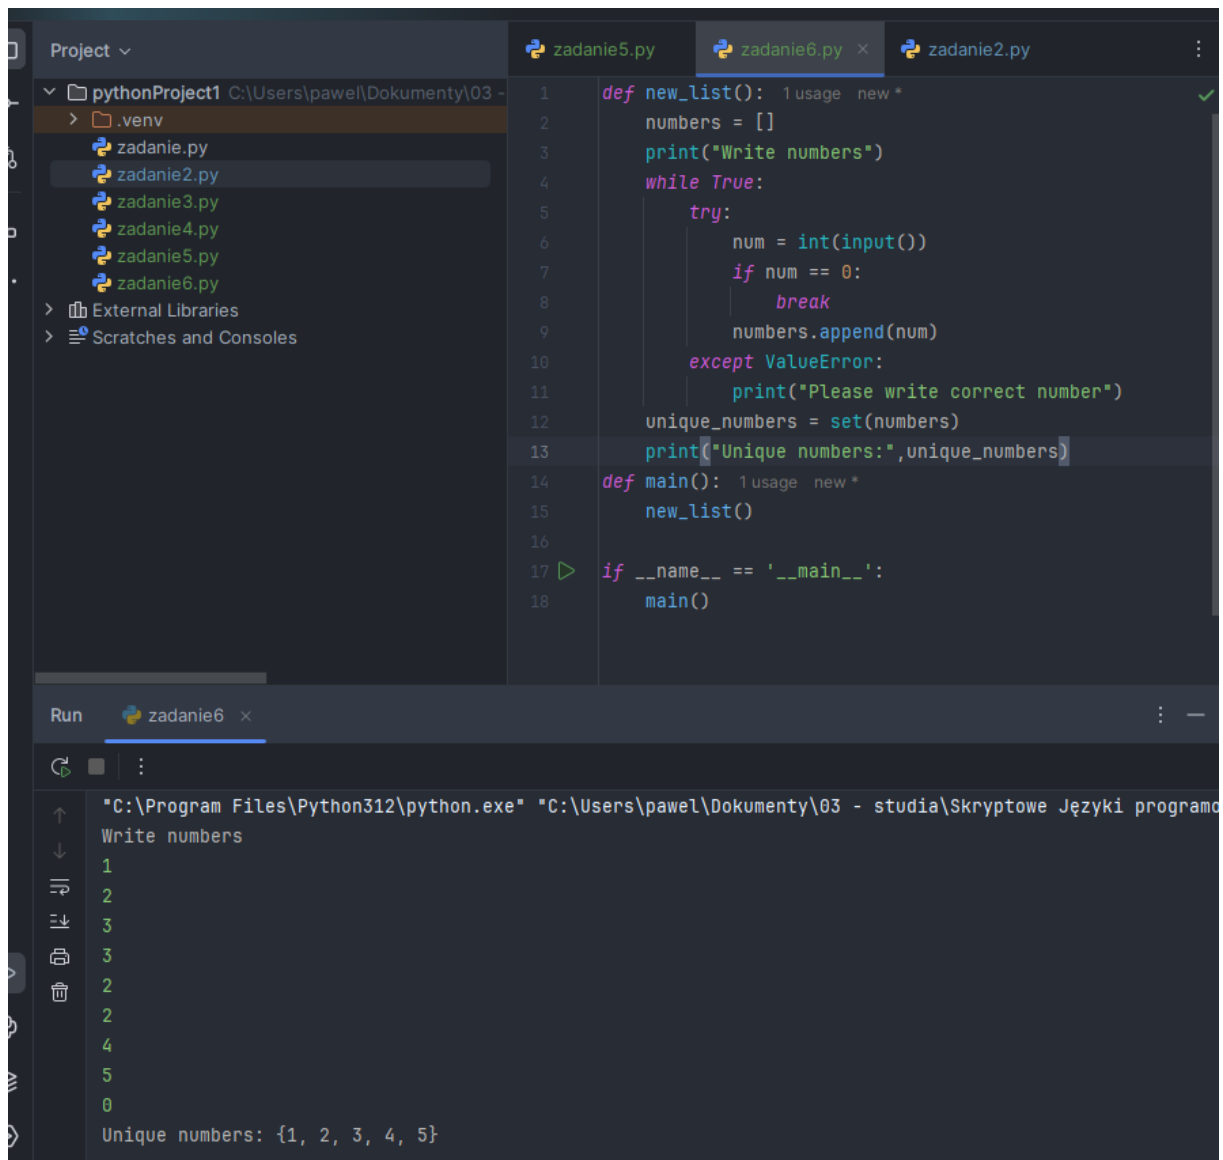 Project
pythonProject1 C:\Users\pawel\Dokumenty\03 -
.venv
zadanie.py
zadanie2.py
zadanie3.py
zadanie4.py
zadanie5.py
zadanie6.py
External Libraries
Scratches and Consoles
zadanie5.py zadanie6.py zadanie2.py
1 def new_list(): 1 usage new *
2 numbers = []
3 print("Write numbers")
4 while True:
5 try:
6 num = int(input())
7 if num == 0:
8 break
9 numbers.append(num)
10 except ValueError:
11 print("Please write correct number")
12 unique_numbers = set(numbers)
13 print("Unique numbers:",unique_numbers)
14 def main(): 1 usage new *
15 new_list()
16
17 if __name__ == '__main__':
18 main()
Run zadanie6
"C:\Program Files\Python312\python.exe" "C:\Users\pawel\Dokumenty\03 - studia\Skryptowe Języki programo
Write numbers
1
2
3
3
2
2
4
5
0
Unique numbers: {1, 2, 3, 4, 5}